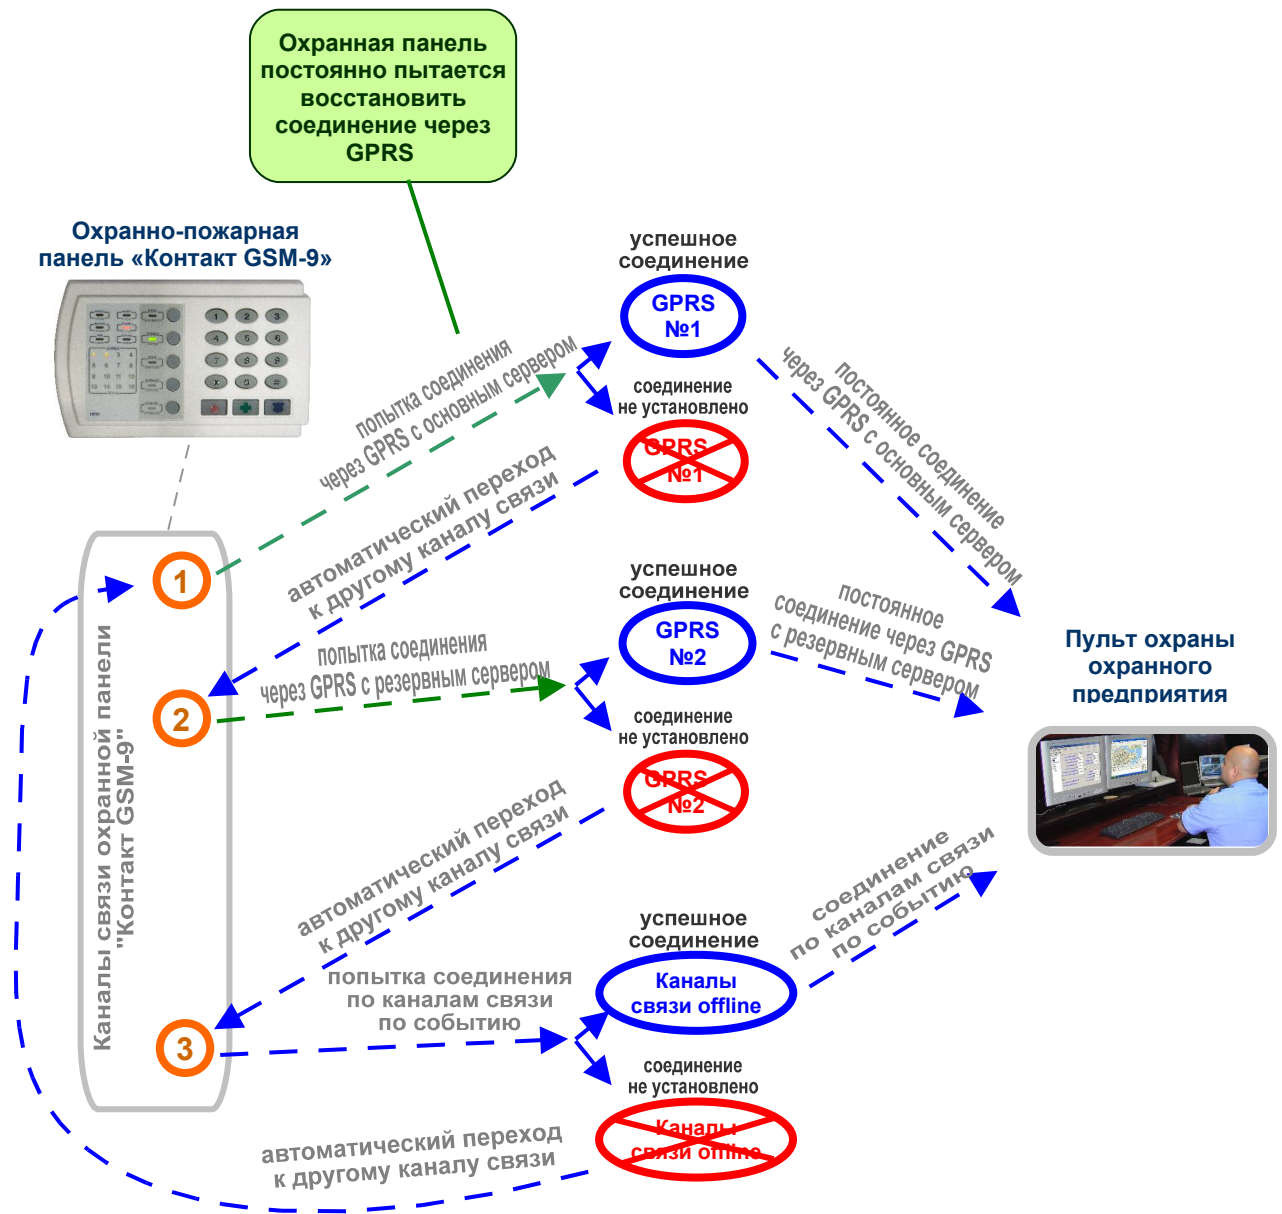 Охранная панель
постоянно пытается
восстановить
соединение через
GPRS
Охранно-пожарная
панель «Контакт GSM-9»
успешное
соединение
GPRS
№1
попытка соединения
через GPRS с основным сервером
соединение
не установлено
GPRS
№1
постоянное соединение
через GPRS с основным сервером
автоматический переход
к другому каналу связи
1
успешное
соединение
GPRS
№2
постоянное
соединение через GPRS
с резервным сервером
Пульт охраны
охранного
предприятия
попытка соединения
через GPRS с резервным сервером
2
соединение
не установлено
GPRS
№2
Каналы связи охранной панели
"Контакт GSM-9"
автоматический переход
к другому каналу связи
соединение
по каналам связи
по событию
успешное
соединение
Каналы
связи offline
попытка соединения
по каналам связи
по событию
3
соединение
не установлено
Каналы
связи offline
автоматический переход
к другому каналу связи